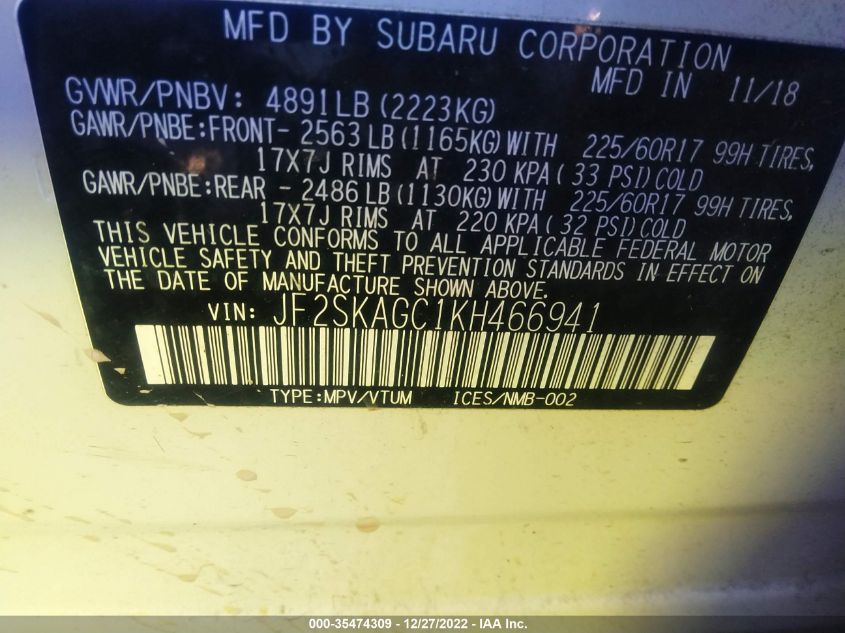 MFD BY SUBARU CORPORATION
MFD IN 11/18
GVWR/PNBV: 4891LB (2223KG)
GAWR/PNBE:FRONT- 2563 LB(1165KG) WITH 225/60R17 99H TIRES,
17X7J RIMS AT 230 KPA( 33 PSI) COLD
GAWR/PNBE:REAR - 2486 LB(1130KG) WITH 225/60R17 99H TIRES,
17X7J RIMS AT 220 KPA( 32 PSI) COLD
THIS VEHICLE CONFORMS TO ALL APPLICABLE FEDERAL MOTOR
VEHICLE SAFETY AND THEFT PREVENTION STANDARDS IN EFFECT ON
THE DATE OF MANUFACTURE SHOWN ABOVE.
VIN: JF2SKAGC1KH466941
TYPE:MPV/VTUM ICES/NMB-002
000-35474309 - 12/27/2022 - IAA Inc.